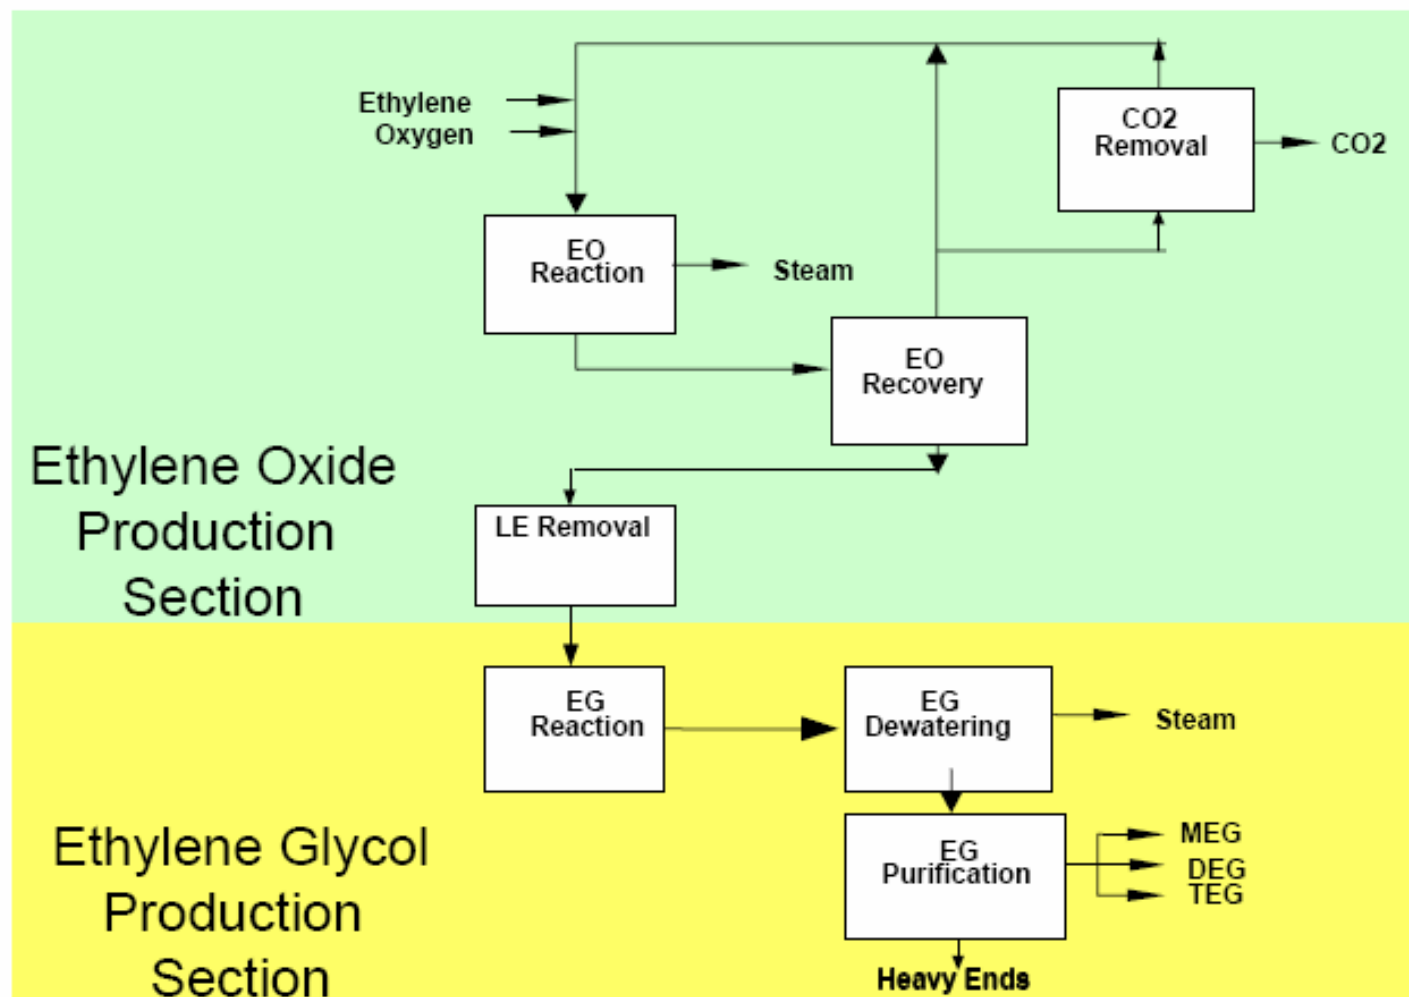 Ethylene
Oxygen
CO2
Removal
CO2
EO
Reaction
Steam
EO
Recovery
Ethylene Oxide
Production
Section
LE Removal
EG
Reaction
EG
Dewatering
Steam
Ethylene Glycol
Production
Section
EG
Purification
MEG
DEG
TEG
Heavy Ends